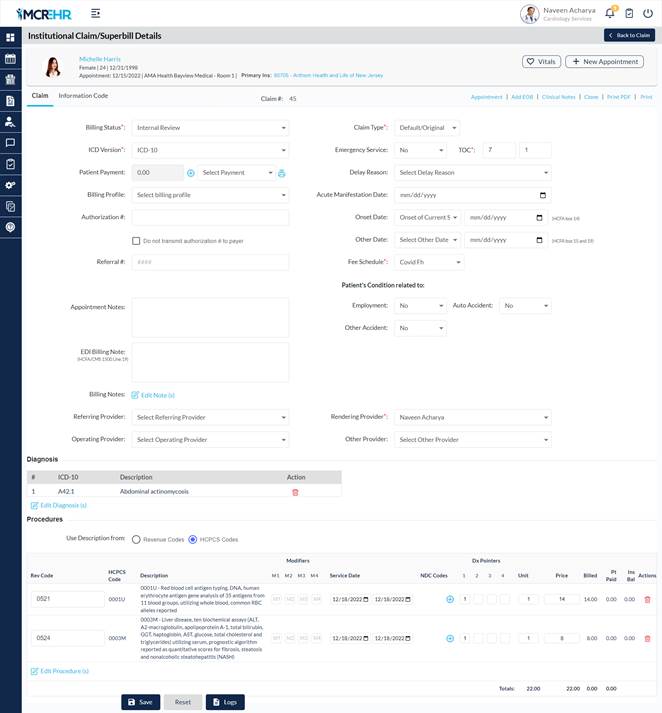 MCREHR
Naveen Acharya
Cardiology Services
Institutional Claim/Superbill Details
Back to Claim
Michelle Harris
Female | 24 | 12/31/1998
Appointment: 12/15/2022 | AMA Health Bayview Medical - Room 1 | Primary Ins: 80705 - Anthem Health and Life of New Jersey
Vitals
+ New Appointment
Claim
Information Code
Claim #: 45
Appointment | Add EOB | Clinical Notes | Clone | Print PDF | Print
Billing Status*: Internal Review
Claim Type*: Default/Original
ICD Version*: ICD-10
Emergency Service: No TOC*: 7 1
Patient Payment: 0.00 Select Payment
Delay Reason: Select Delay Reason
Billing Profile: Select billing profile
Acute Manifestation Date: mm/dd/yyyy
Authorization #:
Onset Date: Onset of Current S mm/dd/yyyy (HCFA box 14)
Do not transmit authorization # to payer
Other Date: Select Other Date mm/dd/yyyy (HCFA box 15 and 19)
Referral #: ####
Fee Schedule*: Covid Fh
Patient's Condition related to:
Appointment Notes:
Employment: No Auto Accident: No
Other Accident: No
EDI Billing Note:
(HCFA/CMS 1500 Line 19)
Billing Notes: Edit Note (s)
Referring Provider: Select Referring Provider
Rendering Provider*: Naveen Acharya
Operating Provider: Select Operating Provider
Other Provider: Select Other Provider
Diagnosis
# ICD-10 Description Action
1 A42.1 Abdominal actinomycosis
Edit Diagnosis (s)
Procedures
Use Description from: Revenue Codes HCPCS Codes
Modifiers Dx Pointers
Rev Code HCPCS Code Description M1 M2 M3 M4 Service Date NDC Codes 1 2 3 4 Unit Price Billed Pt Paid Ins Bal Actions
0521 0001U 0001U - Red blood cell antigen typing, DNA, human
erythrocyte antigen gene analysis of 35 antigens from
11 blood groups, utilizing whole blood, common RBC
alleles reported
M1 M2 M3 M4 12/18/2022 12/18/2022 1 1 14 14.00 0.00 0.00
0524 0003M 0003M - Liver disease, ten biochemical assays (ALT,
A2-macroglobulin, apolipoprotein A-1, total bilirubin,
GGT, haptoglobin, AST, glucose, total cholesterol and
triglycerides) utilizing serum, prognostic algorithm
reported as quantitative scores for fibrosis, steatosis
and nonalcoholic steatohepatitis (NASH)
M1 M2 M3 M4 12/18/2022 12/18/2022 1 1 8 8.00 0.00 0.00
Edit Procedure (s)
Totals: 22.00 22.00 0.00 0.00
Save
Reset
Logs